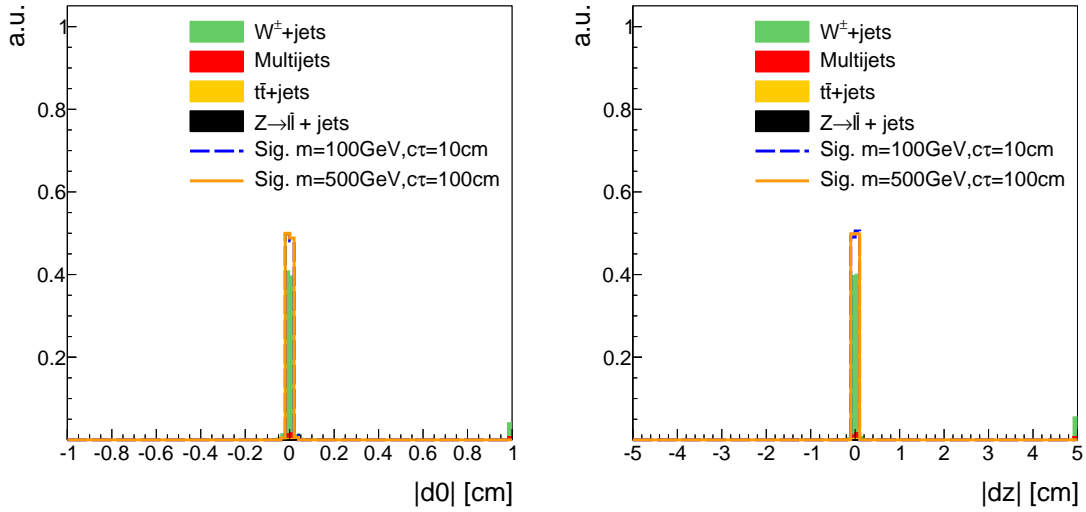 a.u.
1
0.8
0.6
0.4
0.2
W±+jets
Multijets
tt̄+jets
Z→ll̄ + jets
Sig. m=100GeV,cτ=10cm
Sig. m=500GeV,cτ=100cm
-1 -0.8 -0.6 -0.4 -0.2 0 0.2 0.4 0.6 0.8 1
|d0| [cm]
a.u.
1
0.8
0.6
0.4
0.2
W±+jets
Multijets
tt̄+jets
Z→ll̄ + jets
Sig. m=100GeV,cτ=10cm
Sig. m=500GeV,cτ=100cm
-5 -4 -3 -2 -1 0 1 2 3 4 5
|dz| [cm]